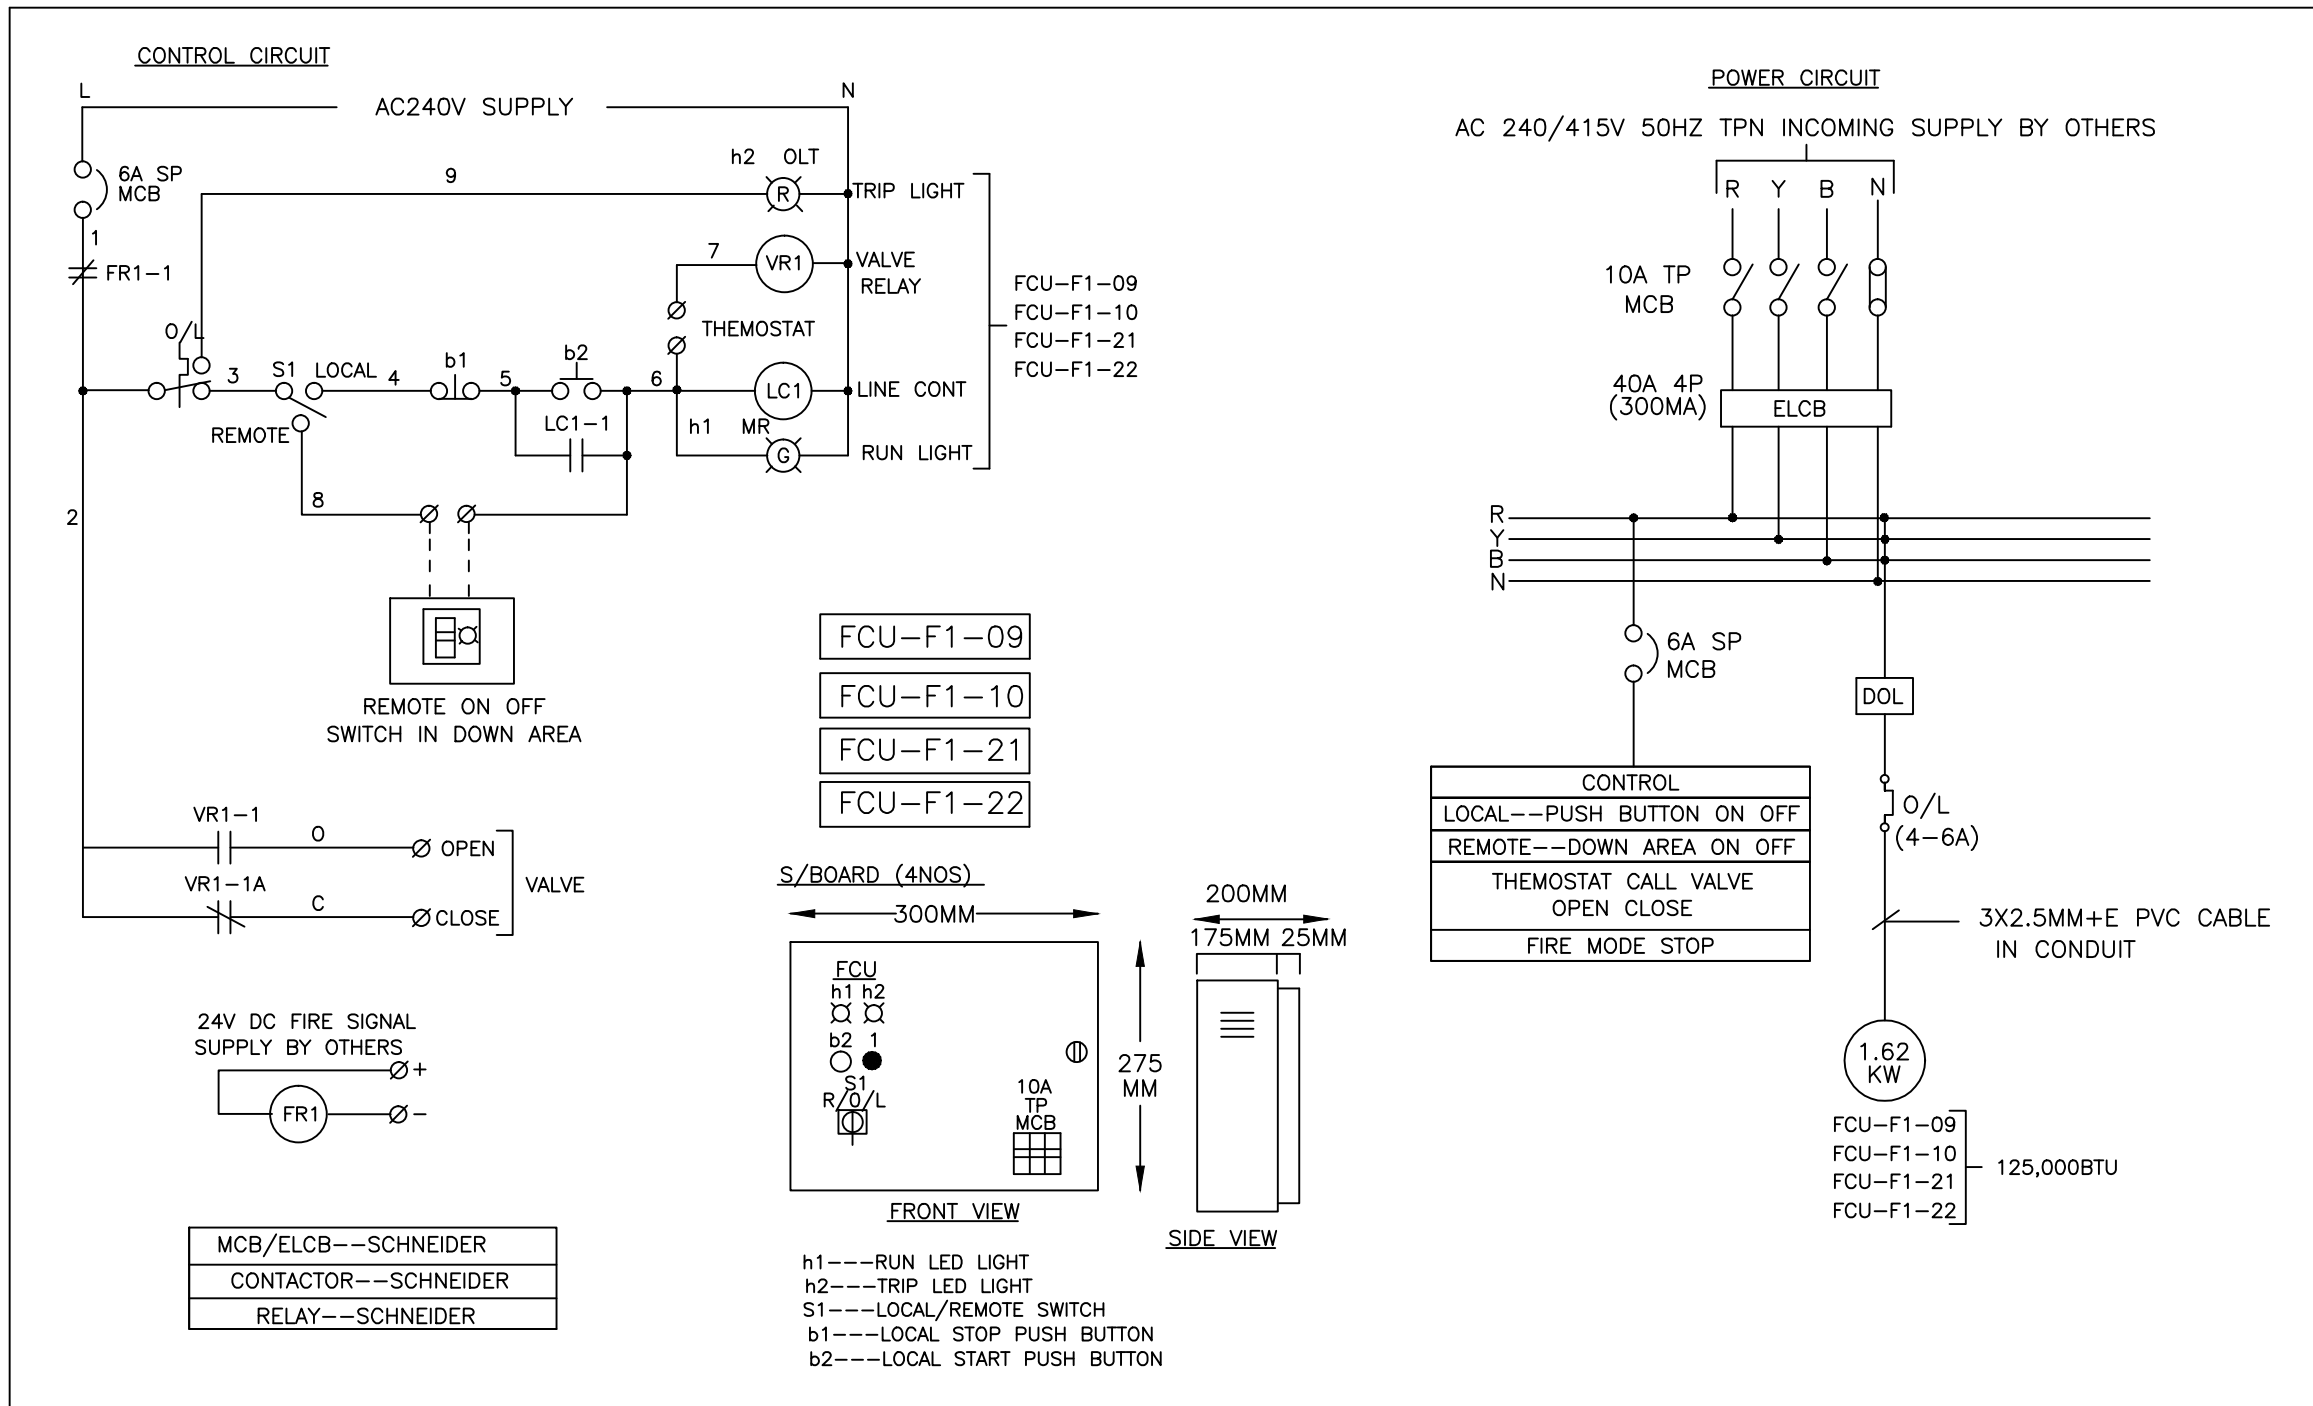 CONTROL CIRCUIT
L
N
AC240V SUPPLY
6A SP
MCB
1
FR1-1
9
h2 OLT
R
TRIP LIGHT
7
VR1
VALVE
RELAY
THEMOSTAT
O/L
3
S1
LOCAL
4
b1
5
b2
6
LC1
LINE CONT
LC1-1
h1
MR
G
RUN LIGHT
REMOTE
8
2
FCU-F1-09
FCU-F1-10
FCU-F1-21
FCU-F1-22
REMOTE ON OFF
SWITCH IN DOWN AREA
VR1-1
O
OPEN
VR1-1A
C
CLOSE
VALVE
24V DC FIRE SIGNAL
SUPPLY BY OTHERS
+
FR1
-
MCB/ELCB--SCHNEIDER
CONTACTOR--SCHNEIDER
RELAY--SCHNEIDER
FCU-F1-09
FCU-F1-10
FCU-F1-21
FCU-F1-22
S/BOARD (4NOS)
300MM
FCU
h1 h2
b2 1
S1
R/O/L
10A
TP
MCB
275
MM
FRONT VIEW
200MM
175MM 25MM
SIDE VIEW
h1---RUN LED LIGHT
h2---TRIP LED LIGHT
S1---LOCAL/REMOTE SWITCH
b1---LOCAL STOP PUSH BUTTON
b2---LOCAL START PUSH BUTTON
POWER CIRCUIT
AC 240/415V 50HZ TPN INCOMING SUPPLY BY OTHERS
R Y B N
10A TP
MCB
40A 4P
(300MA)
ELCB
R
Y
B
N
6A SP
MCB
DOL
O/L
(4-6A)
CONTROL
LOCAL--PUSH BUTTON ON OFF
REMOTE--DOWN AREA ON OFF
THEMOSTAT CALL VALVE
OPEN CLOSE
FIRE MODE STOP
3X2.5MM+E PVC CABLE
IN CONDUIT
1.62
KW
FCU-F1-09
FCU-F1-10
FCU-F1-21
FCU-F1-22
125,000BTU